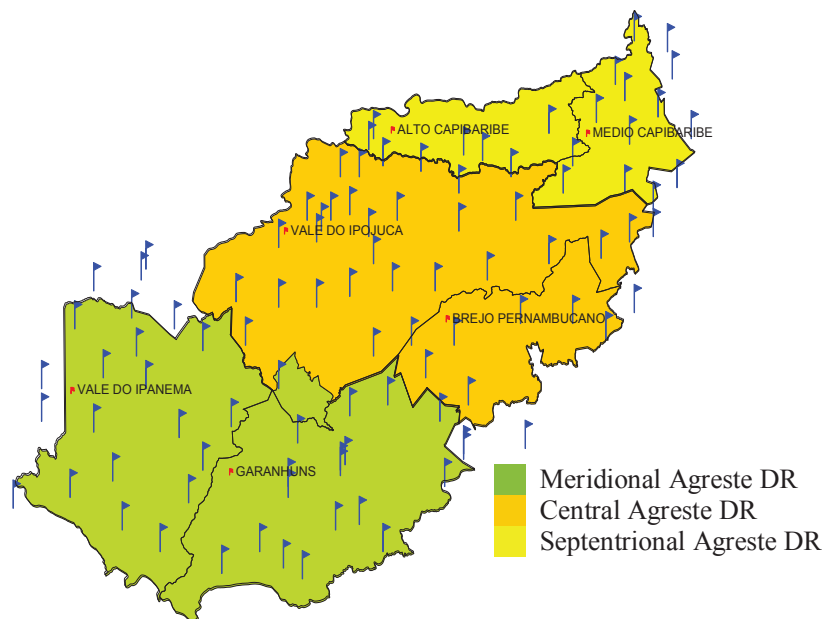 ALTO CAPIBARIBE
MEDIO CAPIBARIBE
VALE DO IPOJUCA
BREJO PERNAMBUCANO
VALE DO IPANEMA
GARANHUNS
Meridional Agreste DR
Central Agreste DR
Septentrional Agreste DR